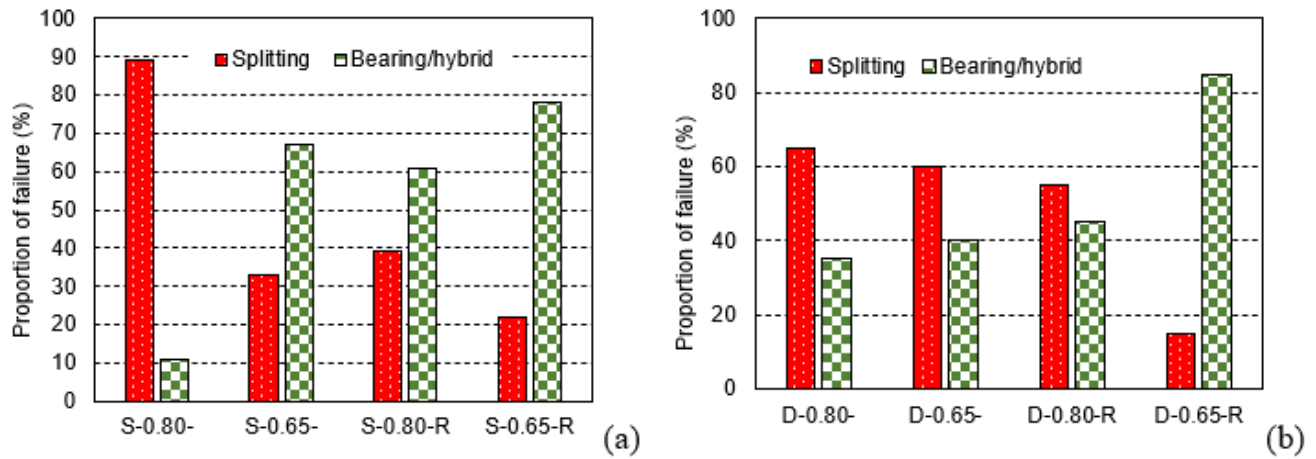 Proportion of failure (%)
100
90
80
70
60
50
40
30
20
10
0
Splitting Bearing/hybrid
S-0.80- S-0.65- S-0.80-R S-0.65-R
(a)
Proportion of failure (%)
100
80
60
40
20
0
Splitting Bearing/hybrid
D-0.80- D-0.65- D-0.80-R D-0.65-R
(b)